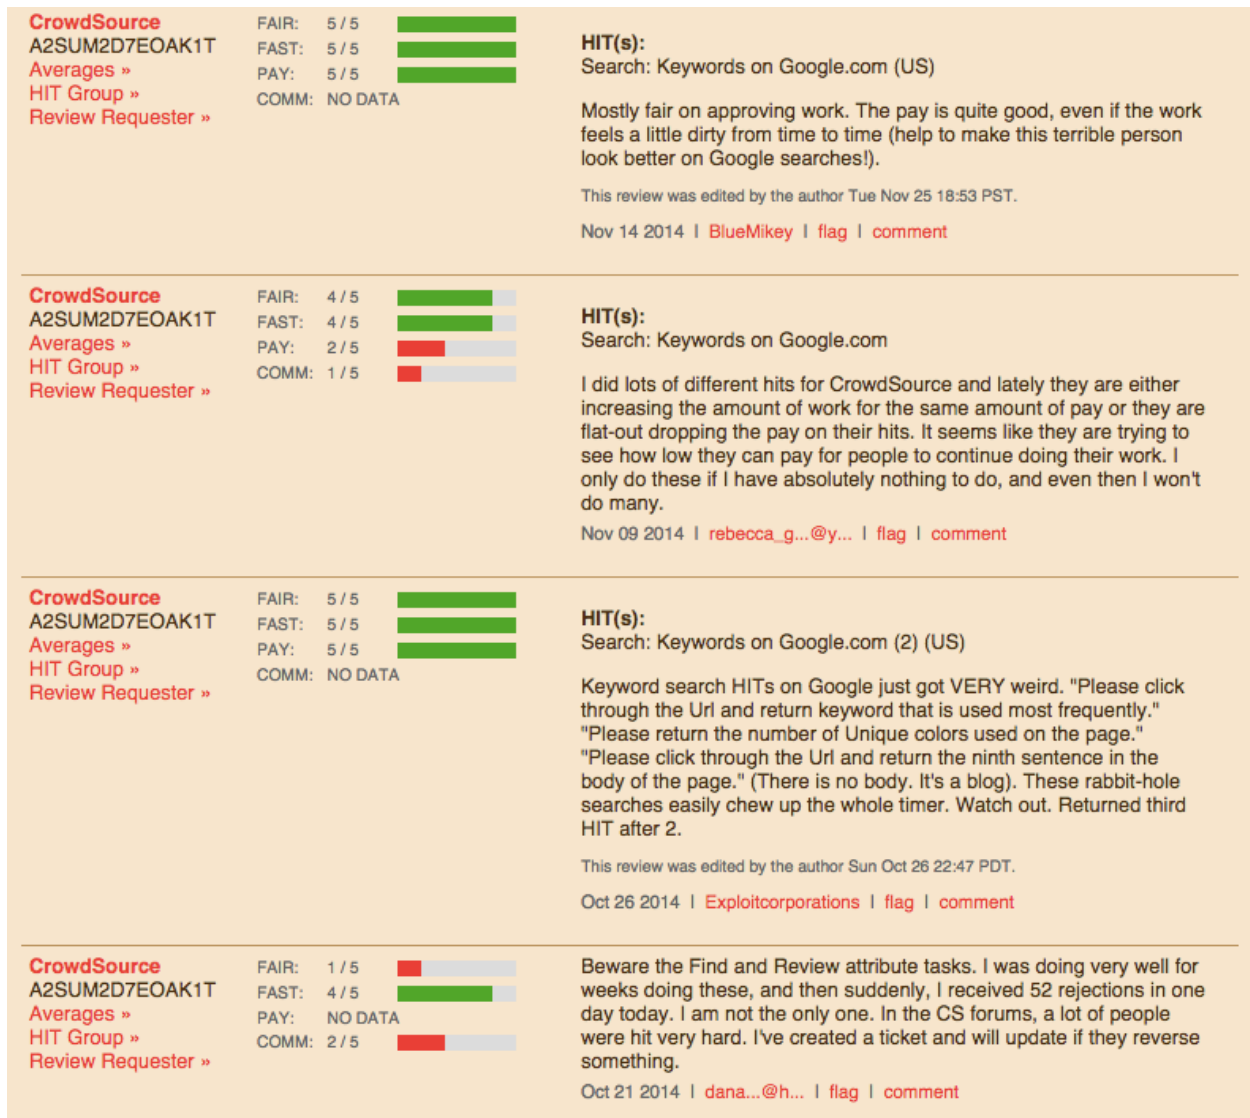 CrowdSource
A2SUM2D7EOAK1T
Averages »
HIT Group »
Review Requester »
FAIR: 5 / 5
FAST: 5 / 5
PAY: 5 / 5
COMM: NO DATA
HIT(s):
Search: Keywords on Google.com (US)
Mostly fair on approving work. The pay is quite good, even if the work
feels a little dirty from time to time (help to make this terrible person
look better on Google searches!).
This review was edited by the author Tue Nov 25 18:53 PST.
Nov 14 2014 | BlueMikey | flag | comment
CrowdSource
A2SUM2D7EOAK1T
Averages »
HIT Group »
Review Requester »
FAIR: 4 / 5
FAST: 4 / 5
PAY: 2 / 5
COMM: 1 / 5
HIT(s):
Search: Keywords on Google.com
I did lots of different hits for CrowdSource and lately they are either
increasing the amount of work for the same amount of pay or they are
flat-out dropping the pay on their hits. It seems like they are trying to
see how low they can pay for people to continue doing their work. I
only do these if I have absolutely nothing to do, and even then I won't
do many.
Nov 09 2014 | rebecca_g...@y... | flag | comment
CrowdSource
A2SUM2D7EOAK1T
Averages »
HIT Group »
Review Requester »
FAIR: 5 / 5
FAST: 5 / 5
PAY: 5 / 5
COMM: NO DATA
HIT(s):
Search: Keywords on Google.com (2) (US)
Keyword search HITs on Google just got VERY weird. "Please click
through the Url and return keyword that is used most frequently."
"Please return the number of Unique colors used on the page."
"Please click through the Url and return the ninth sentence in the
body of the page." (There is no body. It's a blog). These rabbit-hole
searches easily chew up the whole timer. Watch out. Returned third
HIT after 2.
This review was edited by the author Sun Oct 26 22:47 PDT.
Oct 26 2014 | Exploitcorporations | flag | comment
CrowdSource
A2SUM2D7EOAK1T
Averages »
HIT Group »
Review Requester »
FAIR: 1 / 5
FAST: 4 / 5
PAY: NO DATA
COMM: 2 / 5
Beware the Find and Review attribute tasks. I was doing very well for
weeks doing these, and then suddenly, I received 52 rejections in one
day today. I am not the only one. In the CS forums, a lot of people
were hit very hard. I've created a ticket and will update if they reverse
something.
Oct 21 2014 | dana...@h... | flag | comment